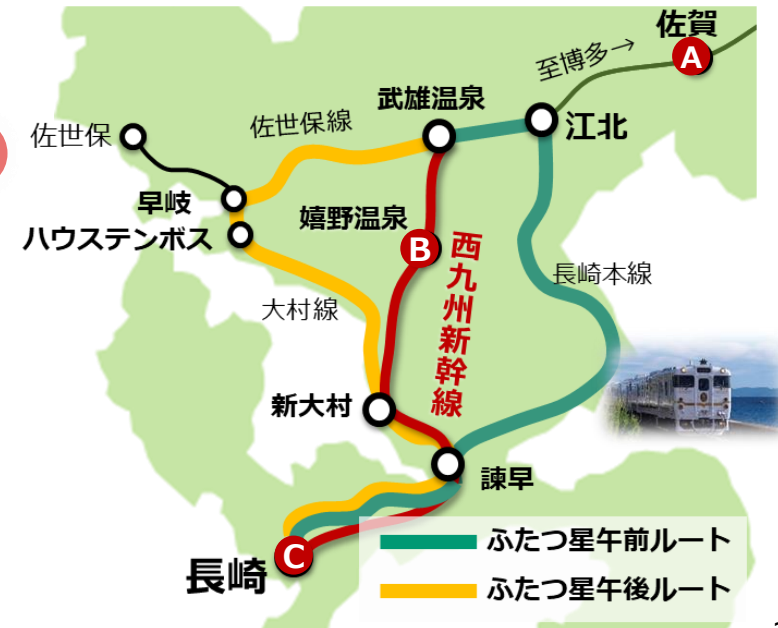 佐賀
A
至博多→
武雄温泉
江北
佐世保線
佐世保
早岐
ハウステンボス
嬉野温泉
B
西九州新幹線
長崎本線
大村線
新大村
諫早
C
長崎
ふたつ星午前ルート
ふたつ星午後ルート